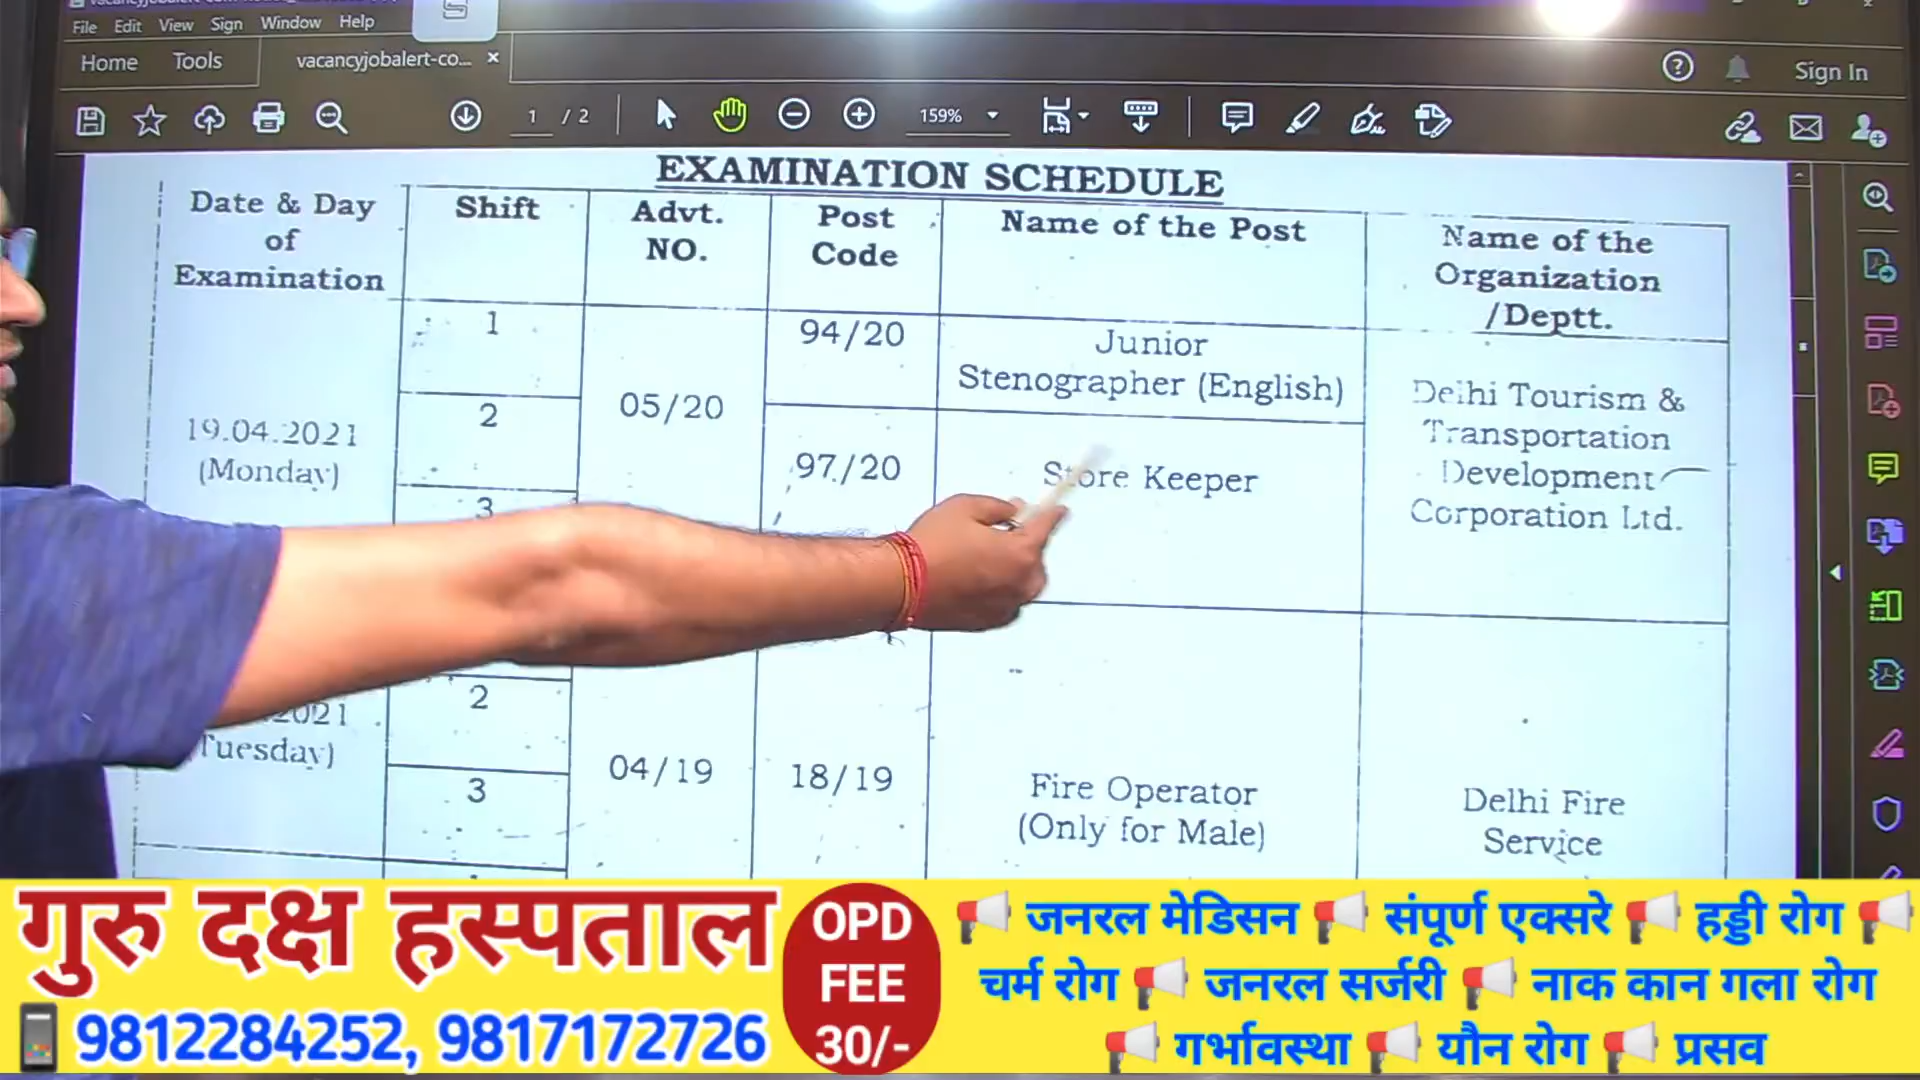 File Edit View Sign Window Help
Home Tools vacancyjobalert-co... ×
Sign In
1 / 2
159%
EXAMINATION SCHEDULE
Date & Day
of
Examination
Shift
Advt.
NO.
Post
Code
Name of the Post
Name of the
Organization
/Deptt.
19.04.2021
(Monday)
1
2
3
05/20
94/20
Junior
Stenographer (English)
97/20
Store Keeper
Delhi Tourism &
Transportation
Development
Corporation Ltd.
.2021
Tuesday)
2
3
04/19
18/19
Fire Operator
(Only for Male)
Delhi Fire
Service
गुरु दक्ष हस्पताल
9812284252, 9817172726
OPD
FEE
30/-
जनरल मेडिसन संपूर्ण एक्सरे हड्डी रोग
चर्म रोग जनरल सर्जरी नाक कान गला रोग
गर्भावस्था यौन रोग प्रसव